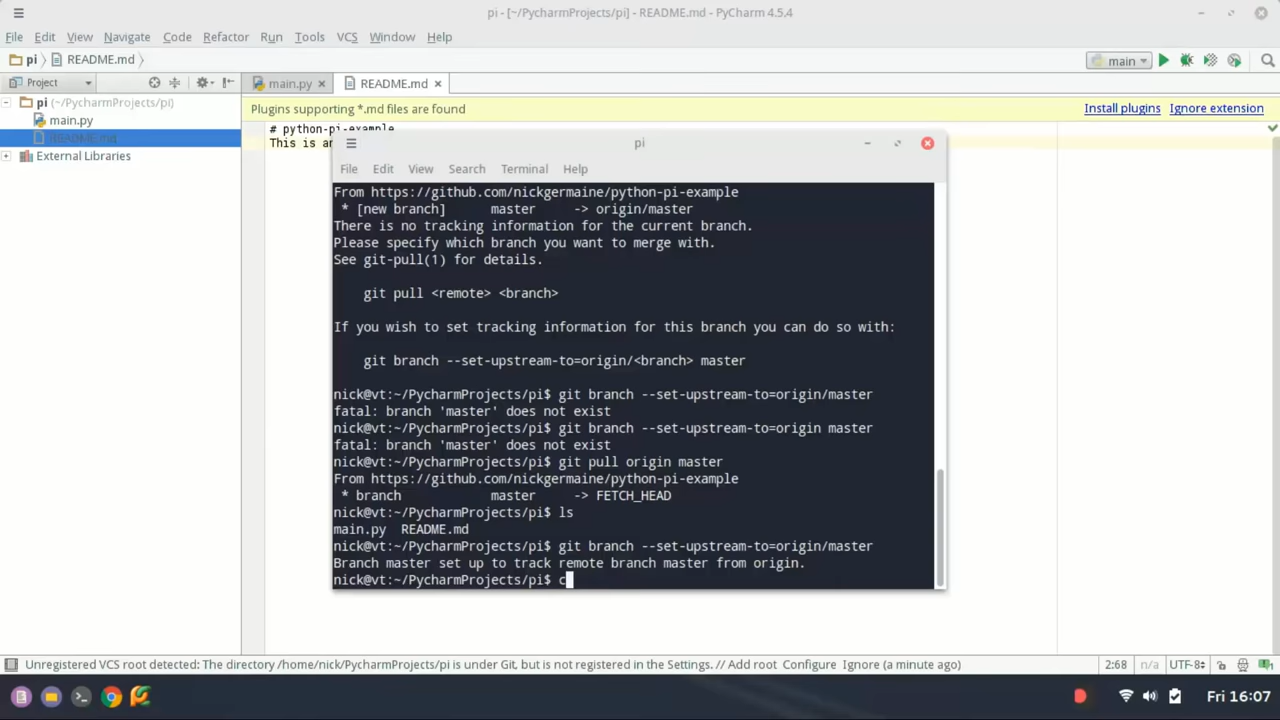 pi - [~/PycharmProjects/pi] - README.md - PyCharm 4.5.4
File Edit View Navigate Code Refactor Run Tools VCS Window Help
pi README.md main
Project main.py README.md
Plugins supporting *.md files are found Install plugins Ignore extension
pi (~/PycharmProjects/pi)
main.py
README.md
External Libraries
# python-pi-example
This is an
pi
File Edit View Search Terminal Help
From https://github.com/nickgermaine/python-pi-example
* [new branch] master -> origin/master
There is no tracking information for the current branch.
Please specify which branch you want to merge with.
See git-pull(1) for details.
git pull <remote> <branch>
If you wish to set tracking information for this branch you can do so with:
git branch --set-upstream-to=origin/<branch> master
nick@vt:~/PycharmProjects/pi$ git branch --set-upstream-to=origin/master
fatal: branch 'master' does not exist
nick@vt:~/PycharmProjects/pi$ git branch --set-upstream-to=origin master
fatal: branch 'master' does not exist
nick@vt:~/PycharmProjects/pi$ git pull origin master
From https://github.com/nickgermaine/python-pi-example
* branch master -> FETCH_HEAD
nick@vt:~/PycharmProjects/pi$ ls
main.py README.md
nick@vt:~/PycharmProjects/pi$ git branch --set-upstream-to=origin/master
Branch master set up to track remote branch master from origin.
nick@vt:~/PycharmProjects/pi$ c
Unregistered VCS root detected: The directory /home/nick/PycharmProjects/pi is under Git, but is not registered in the Settings. // Add root Configure Ignore (a minute ago) 2:68 n/a UTF-8
Fri 16:07